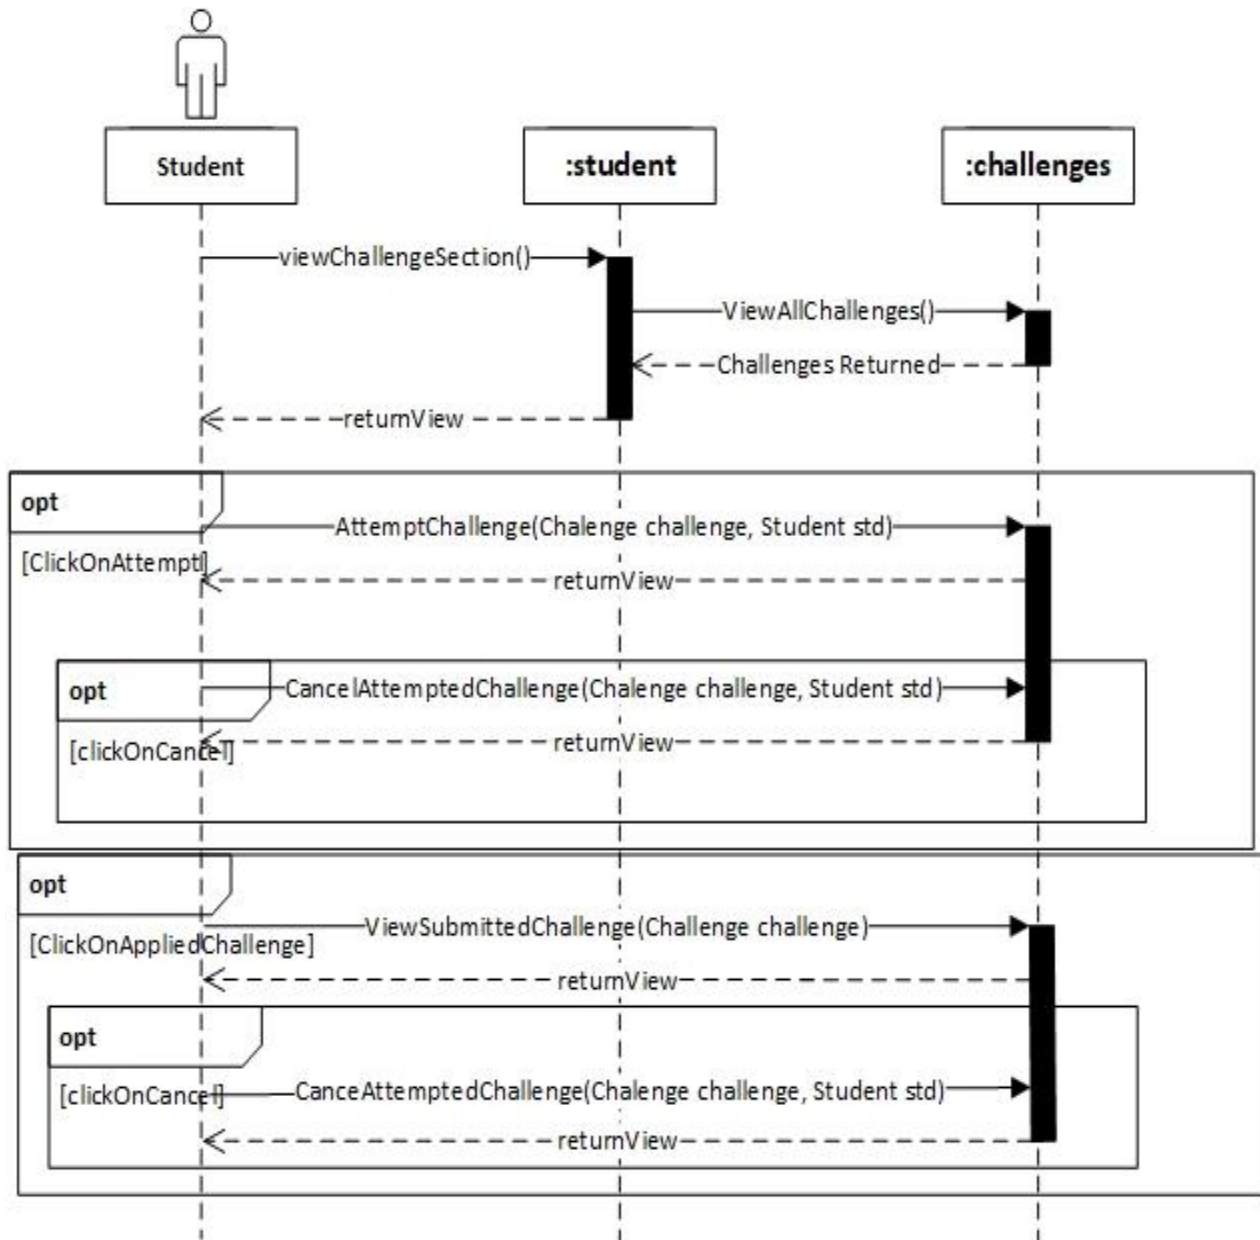 Student
:student
:challenges
viewChallengeSection()
ViewAllChallenges()
Challenges Returned
returnView
opt
AttemptChallenge(Chalenge challenge, Student std)
[ClickOnAttempt]
returnView
opt
CancelAttemptedChallenge(Chalenge challenge, Student std)
[clickOnCancel]
returnView
opt
ViewSubmittedChallenge(Challenge challenge)
[ClickOnAppliedChallenge]
returnView
opt
[clickOnCancel]
CanceAttemptedChallenge(Chalenge challenge, Student std)
returnView